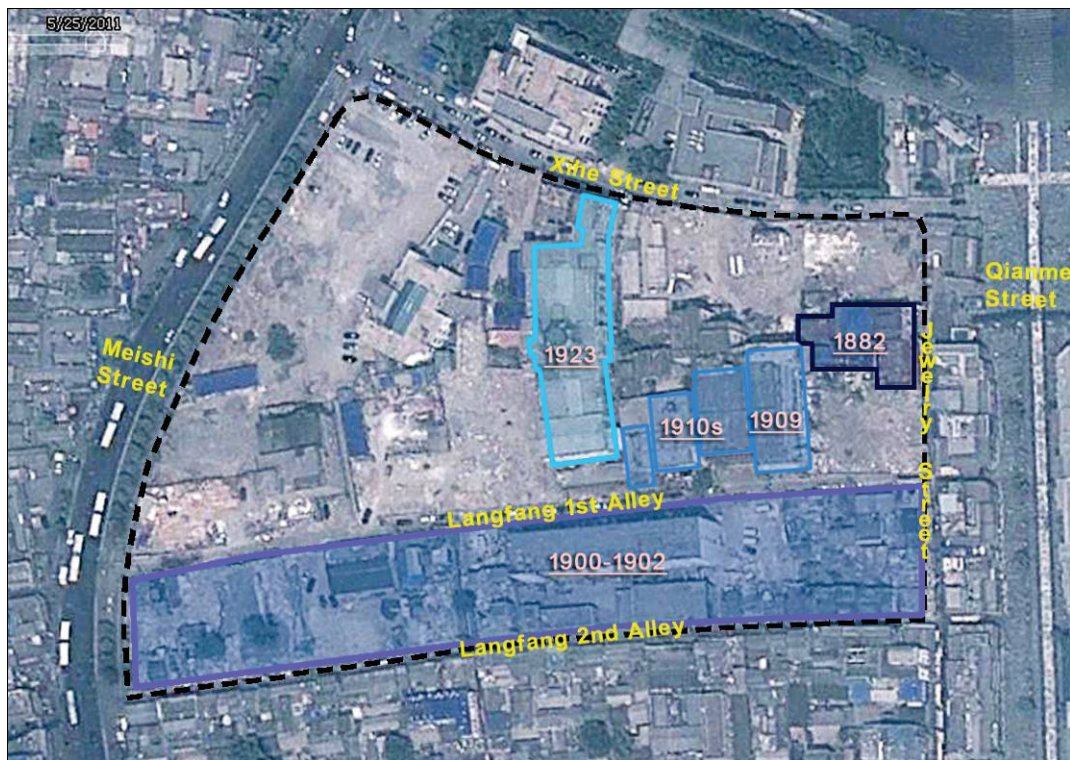 5/25/2011
Xihe Street
Qianme
Street
1882
Meishi
Street
1923
Jewelry Street
1910s
1909
Langfang 1st Alley
1900-1902
Langfang 2nd Alley